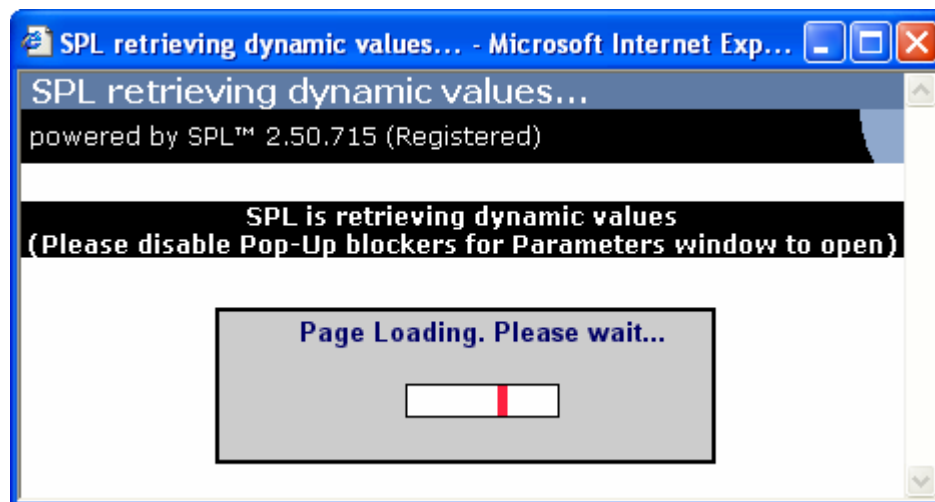 SPL retrieving dynamic values... - Microsoft Internet Exp...
SPL retrieving dynamic values...
powered by SPL™ 2.50.715 (Registered)
SPL is retrieving dynamic values
(Please disable Pop-Up blockers for Parameters window to open)
Page Loading. Please wait...